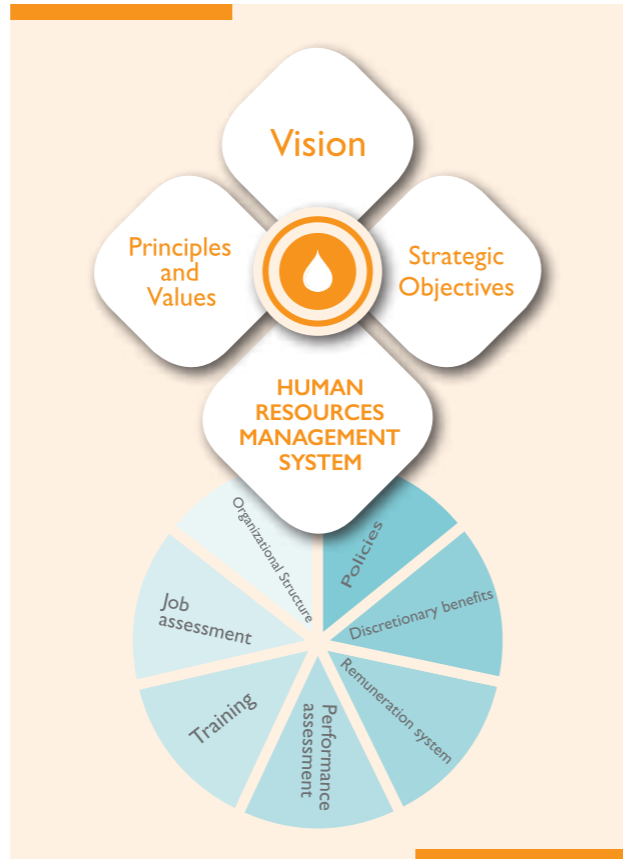 Vision
Principles
and
Values
Strategic
Objectives
HUMAN
RESOURCES
MANAGEMENT
SYSTEM
Organizational Structure
Policies
Job
assessment
Discretionary benefits
Training
Performance
assessment
Remuneration system